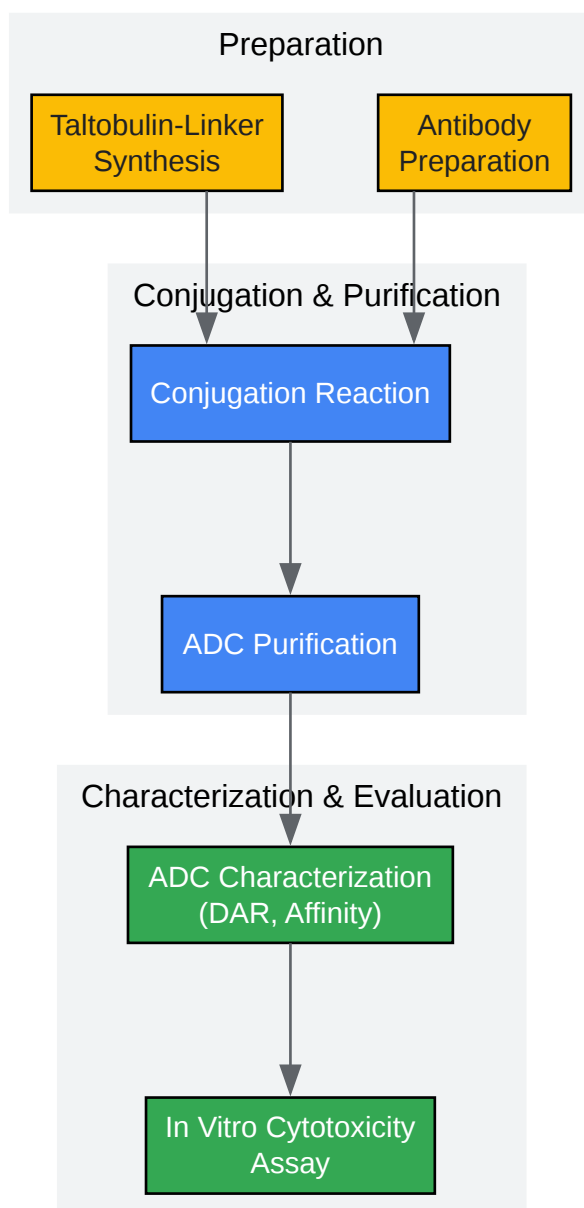 Preparation
Taltobulin-Linker
Synthesis
Antibody
Preparation
Conjugation & Purification
Conjugation Reaction
ADC Purification
Characterization & Evaluation
ADC Characterization
(DAR, Affinity)
In Vitro Cytotoxicity
Assay